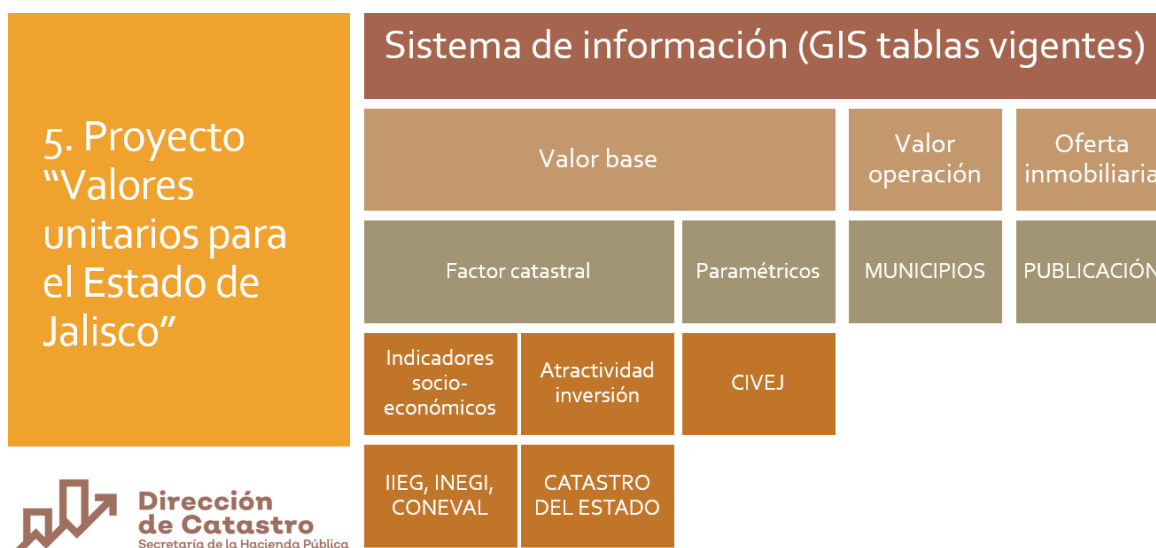 5. Proyecto
“Valores
unitarios para
el Estado de
Jalisco”
Sistema de información (GIS tablas vigentes)
Valor base
Valor
operación
Oferta
inmobiliaria
Factor catastral
Paramétricos
MUNICIPIOS
PUBLICACIÓN
Indicadores
socio-
económicos
Atractividad
inversión
CIVEJ
IIEG, INEGI,
CONEVAL
CATASTRO
DEL ESTADO
Dirección
de Catastro
Secretaría de la Hacienda Pública